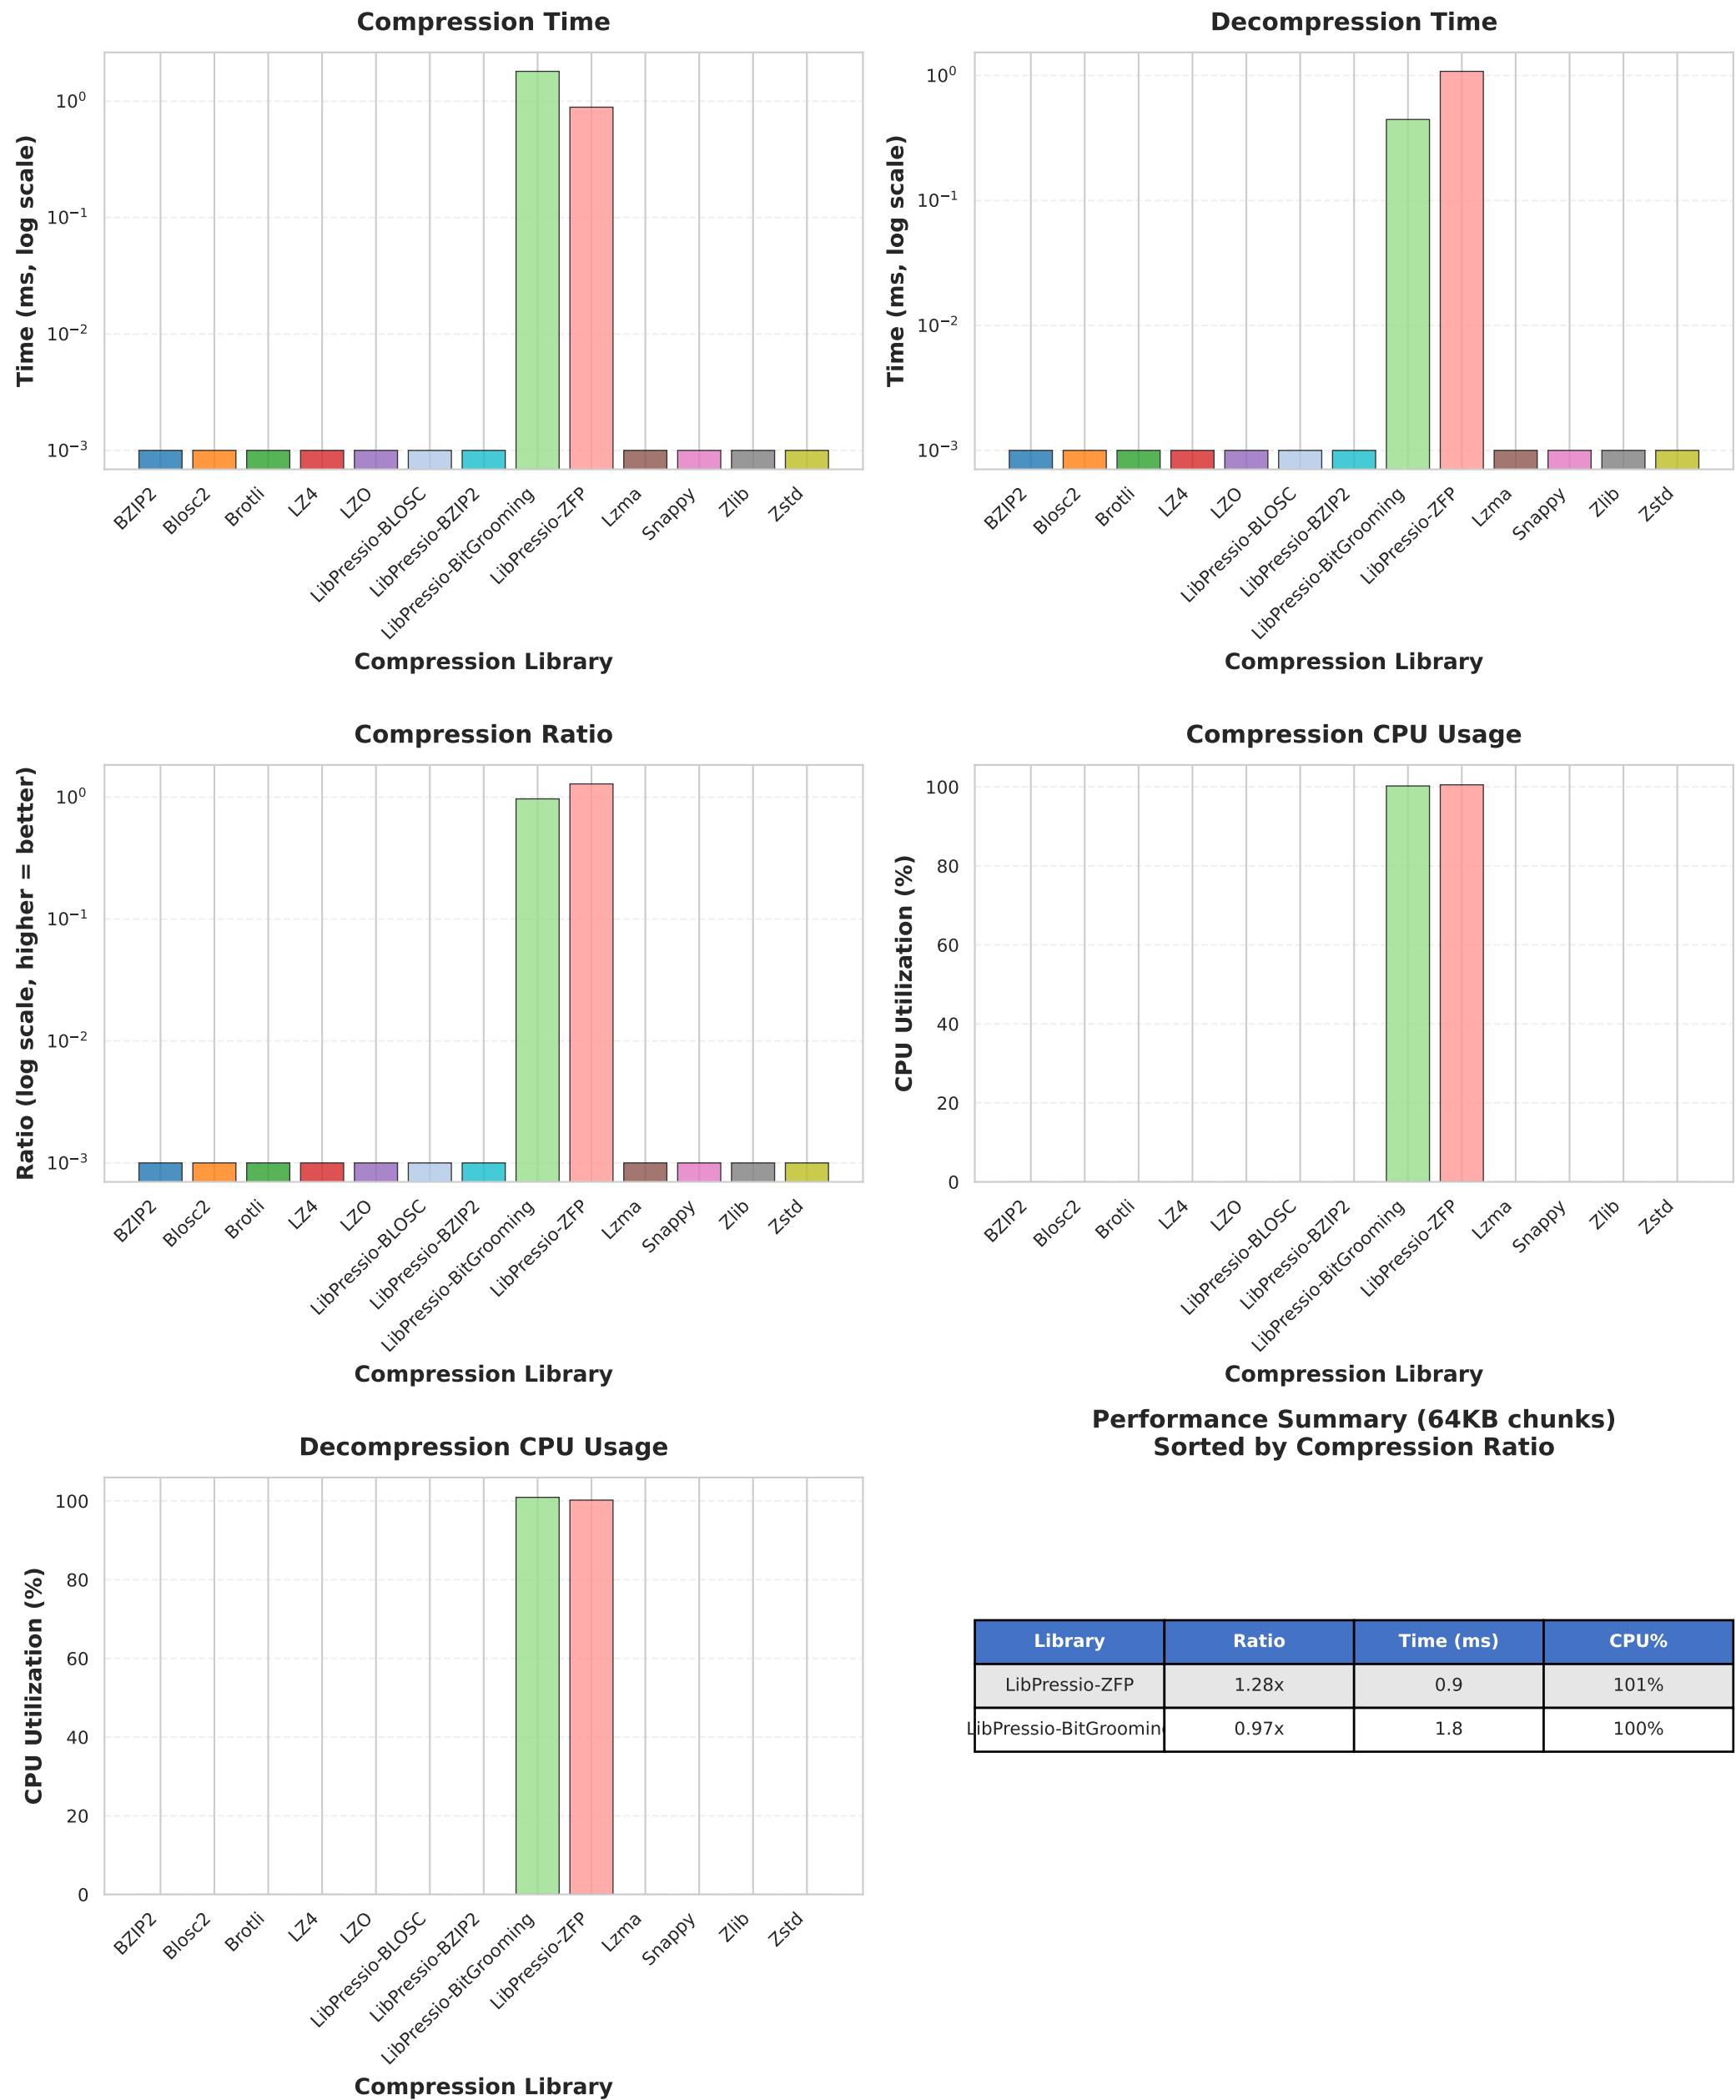 Compression Time
Time (ms, log scale)
10⁰
10⁻¹
10⁻²
10⁻³
BZIP2
Blosc2
Brotli
LZ4
LZO
LibPressio-BLOSC
LibPressio-BZIP2
LibPressio-BitGrooming
LibPressio-ZFP
Lzma
Snappy
Zlib
Zstd
Compression Library
Decompression Time
Time (ms, log scale)
10⁰
10⁻¹
10⁻²
10⁻³
BZIP2
Blosc2
Brotli
LZ4
LZO
LibPressio-BLOSC
LibPressio-BZIP2
LibPressio-BitGrooming
LibPressio-ZFP
Lzma
Snappy
Zlib
Zstd
Compression Library
Compression Ratio
Ratio (log scale, higher = better)
10⁰
10⁻¹
10⁻²
10⁻³
BZIP2
Blosc2
Brotli
LZ4
LZO
LibPressio-BLOSC
LibPressio-BZIP2
LibPressio-BitGrooming
LibPressio-ZFP
Lzma
Snappy
Zlib
Zstd
Compression Library
Compression CPU Usage
CPU Utilization (%)
100
80
60
40
20
0
BZIP2
Blosc2
Brotli
LZ4
LZO
LibPressio-BLOSC
LibPressio-BZIP2
LibPressio-BitGrooming
LibPressio-ZFP
Lzma
Snappy
Zlib
Zstd
Compression Library
Decompression CPU Usage
CPU Utilization (%)
100
80
60
40
20
0
BZIP2
Blosc2
Brotli
LZ4
LZO
LibPressio-BLOSC
LibPressio-BZIP2
LibPressio-BitGrooming
LibPressio-ZFP
Lzma
Snappy
Zlib
Zstd
Compression Library
Performance Summary (64KB chunks)
Sorted by Compression Ratio
Library Ratio Time (ms) CPU%
LibPressio-ZFP 1.28x 0.9 101%
LibPressio-BitGrooming 0.97x 1.8 100%